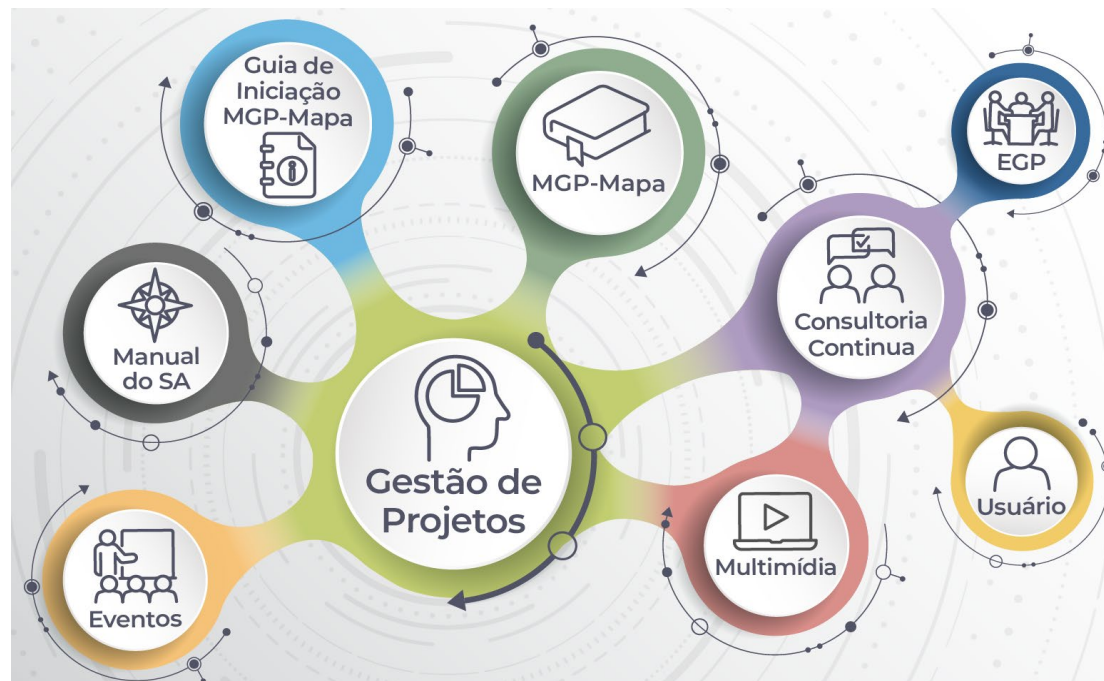 Guia de
Iniciação
MGP-Mapa
MGP-Mapa
EGP
Consultoria
Continua
Manual
do SA
Gestão de
Projetos
Usuário
Multimídia
Eventos